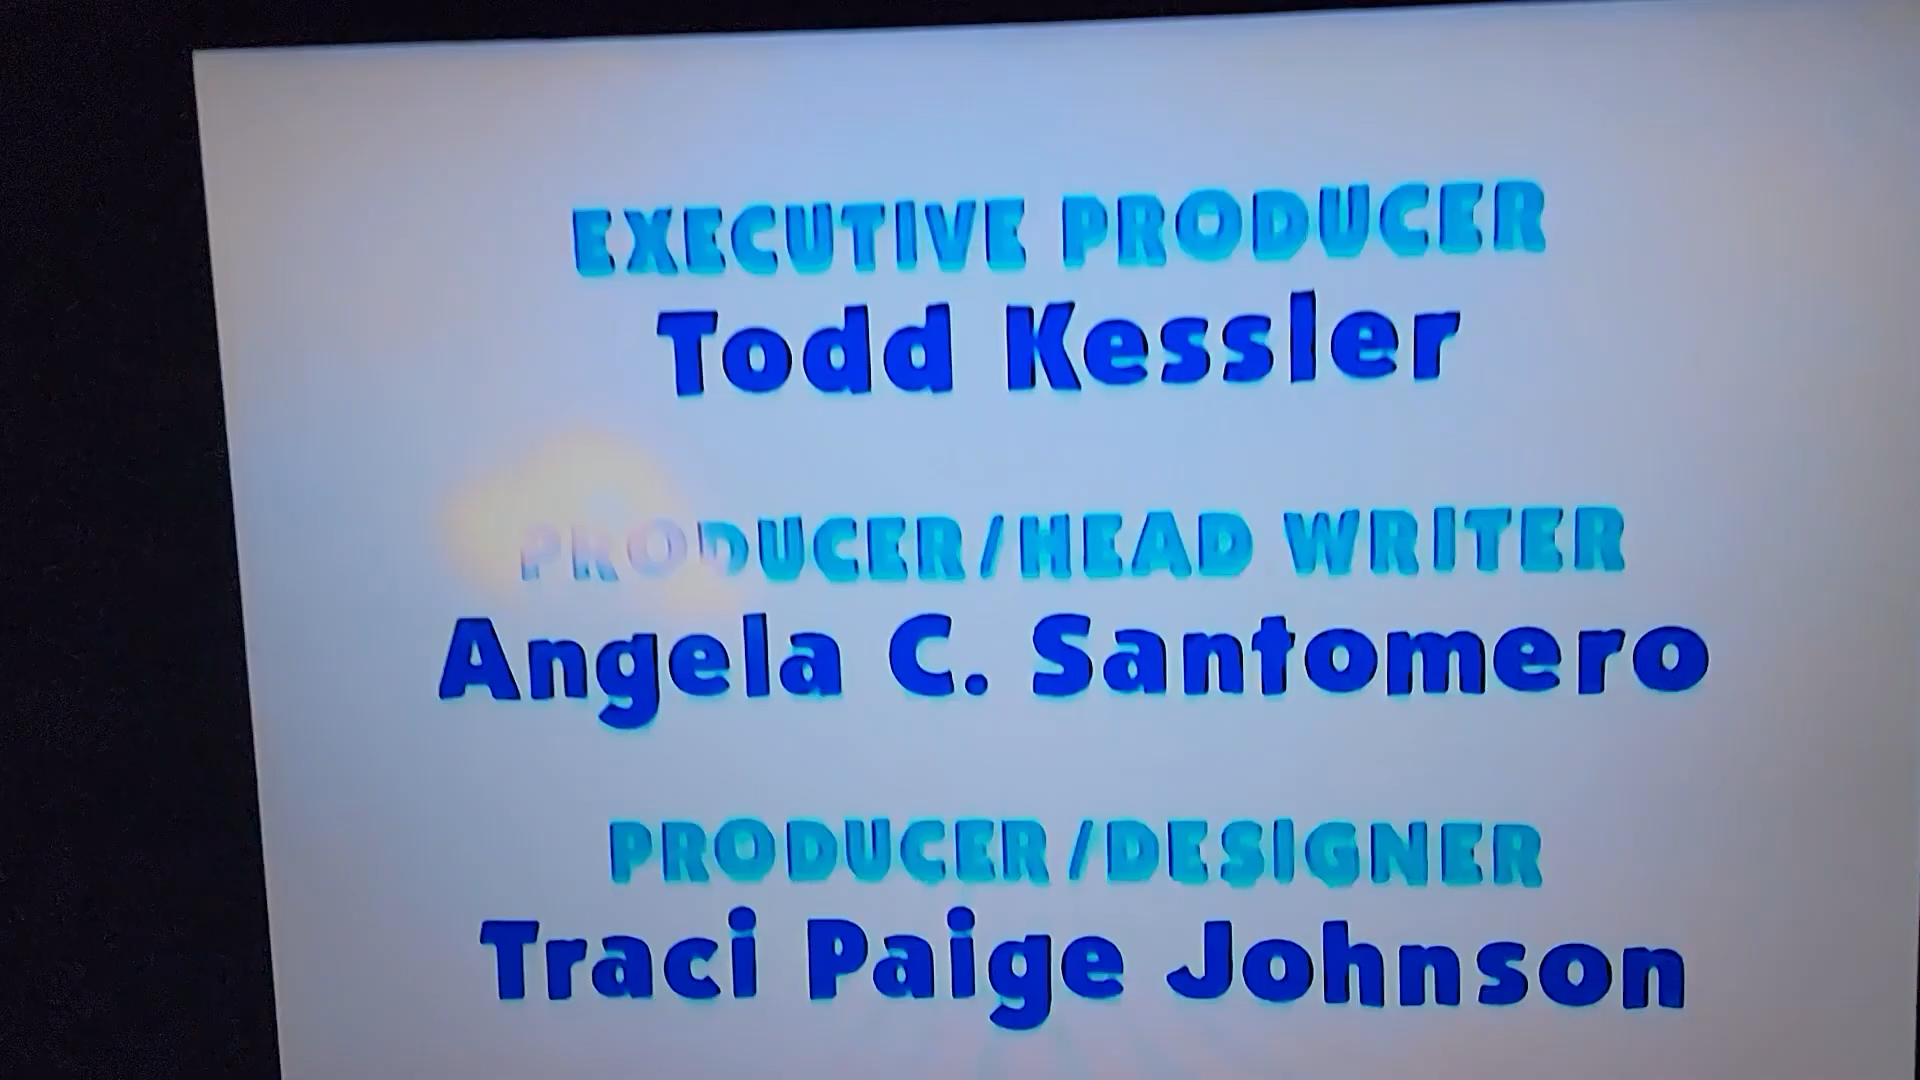 EXECUTIVE PRODUCER
Todd Kessler
PRODUCER/HEAD WRITER
Angela C. Santomero
PRODUCER/DESIGNER
Traci Paige Johnson